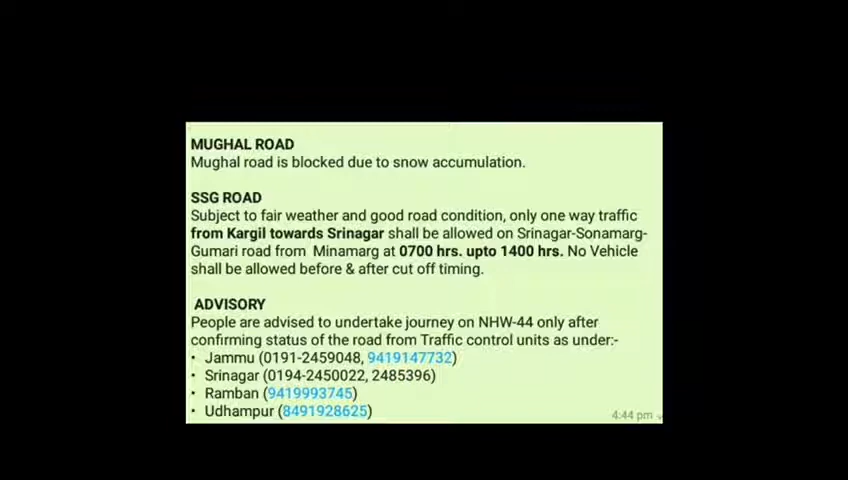 MUGHAL ROAD
Mughal road is blocked due to snow accumulation.
SSG ROAD
Subject to fair weather and good road condition, only one way traffic
from Kargil towards Srinagar shall be allowed on Srinagar-Sonamarg-
Gumari road from Minamarg at 0700 hrs. upto 1400 hrs. No Vehicle
shall be allowed before & after cut off timing.
ADVISORY
People are advised to undertake journey on NHW-44 only after
confirming status of the road from Traffic control units as under:-
• Jammu (0191-2459048, 9419147732)
• Srinagar (0194-2450022, 2485396)
• Ramban (9419993745)
• Udhampur (8491928625)
4:44 pm